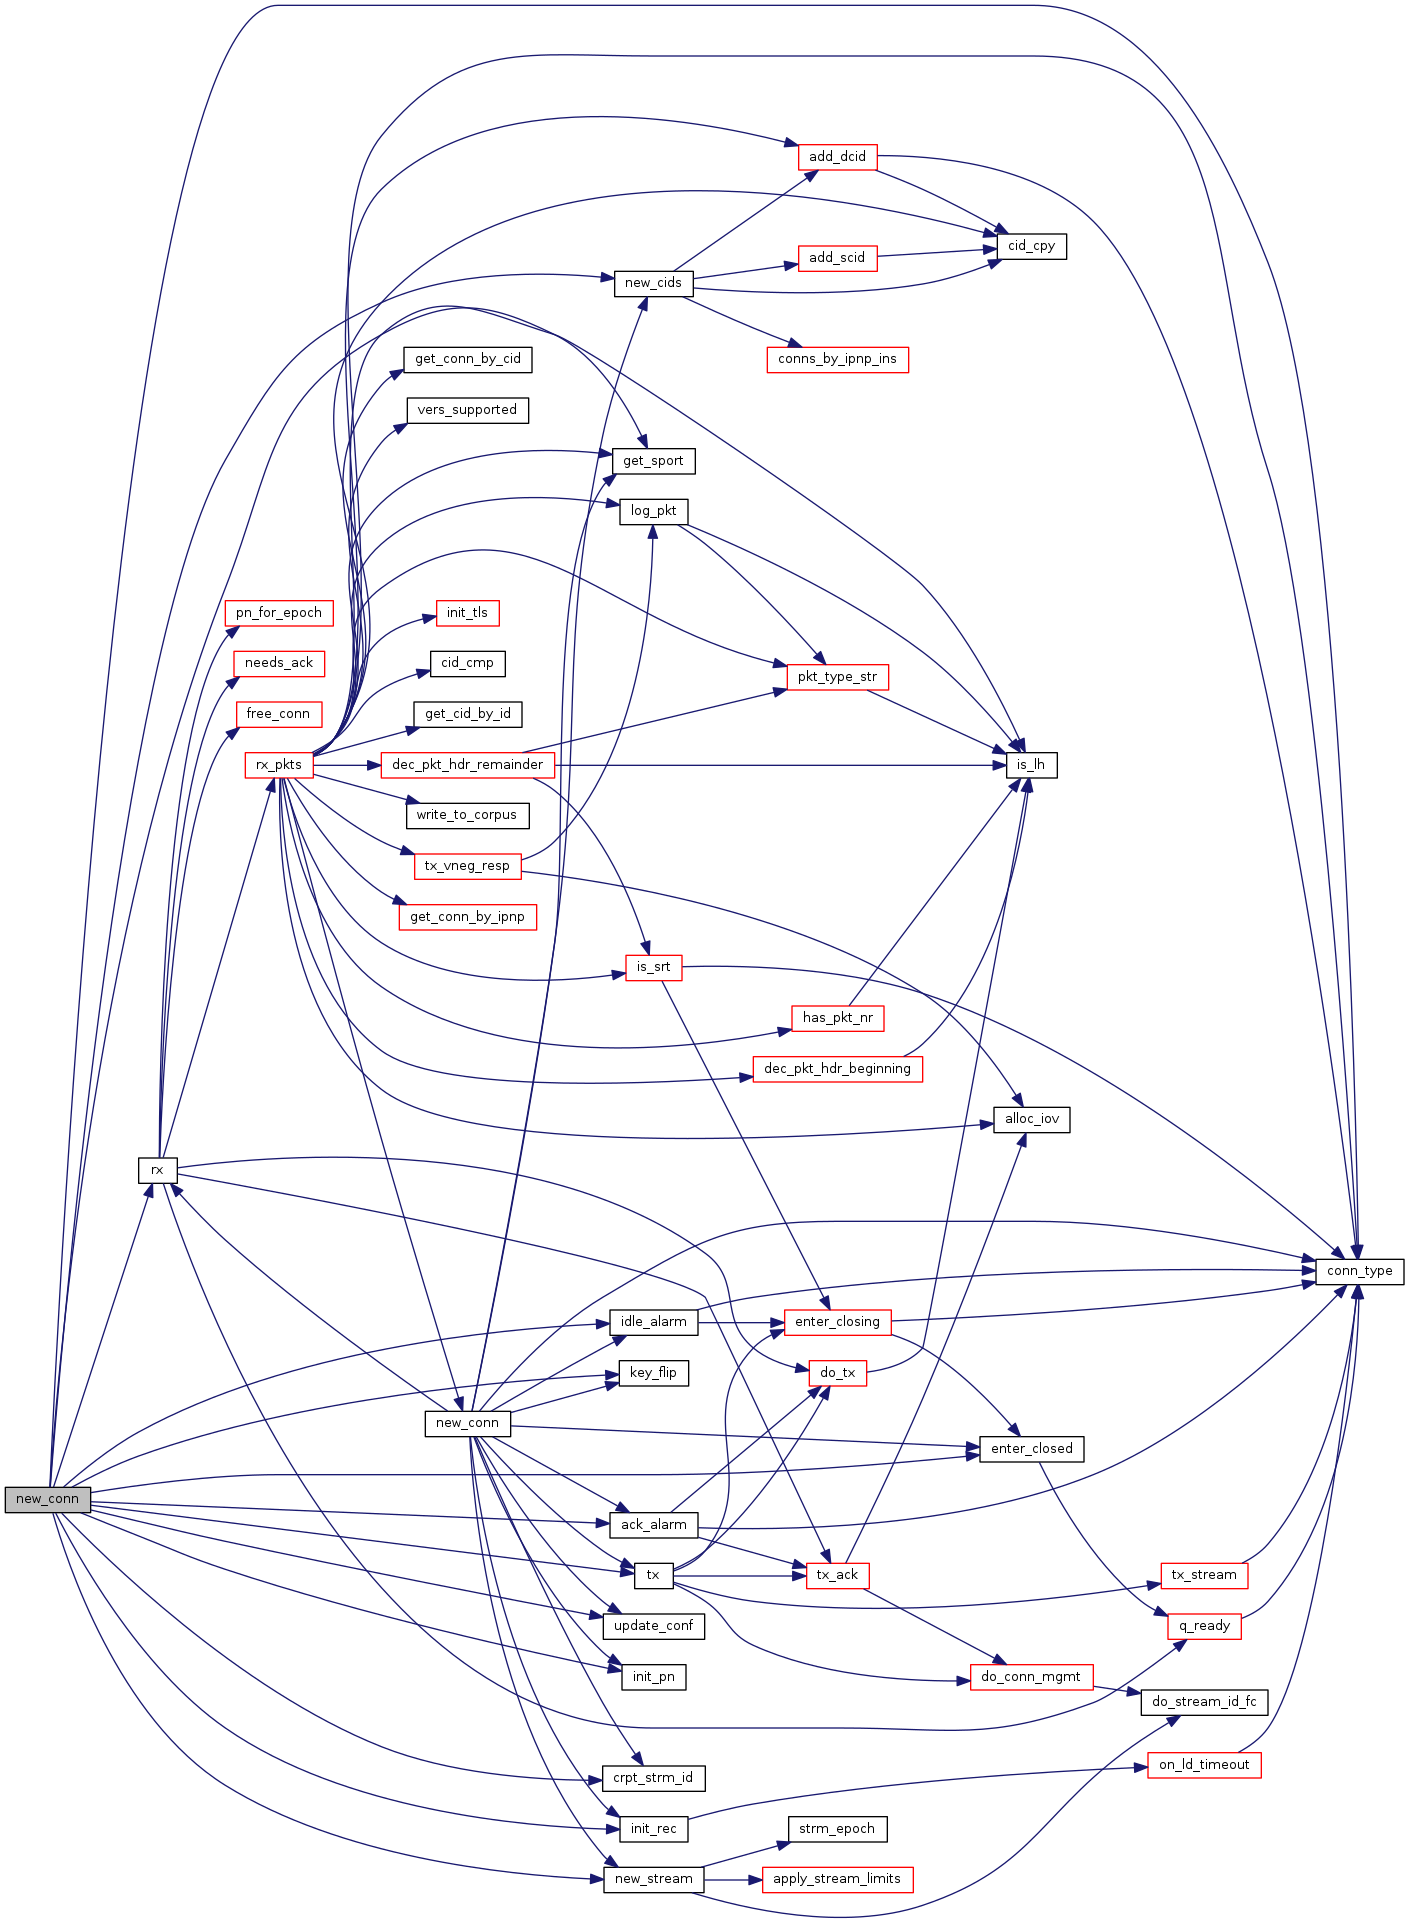 add_dcid
cid_cpy
add_scid
new_cids
conns_by_ipnp_ins
get_conn_by_cid
vers_supported
get_sport
log_pkt
pn_for_epoch
init_tls
needs_ack
cid_cmp
pkt_type_str
free_conn
get_cid_by_id
rx_pkts
dec_pkt_hdr_remainder
is_lh
write_to_corpus
tx_vneg_resp
get_conn_by_ipnp
is_srt
has_pkt_nr
dec_pkt_hdr_beginning
alloc_iov
rx
conn_type
idle_alarm
enter_closing
key_flip
do_tx
new_conn
enter_closed
new_conn
ack_alarm
tx
tx_ack
tx_stream
update_conf
q_ready
init_pn
do_conn_mgmt
do_stream_id_fc
on_ld_timeout
crpt_strm_id
init_rec
strm_epoch
new_stream
apply_stream_limits